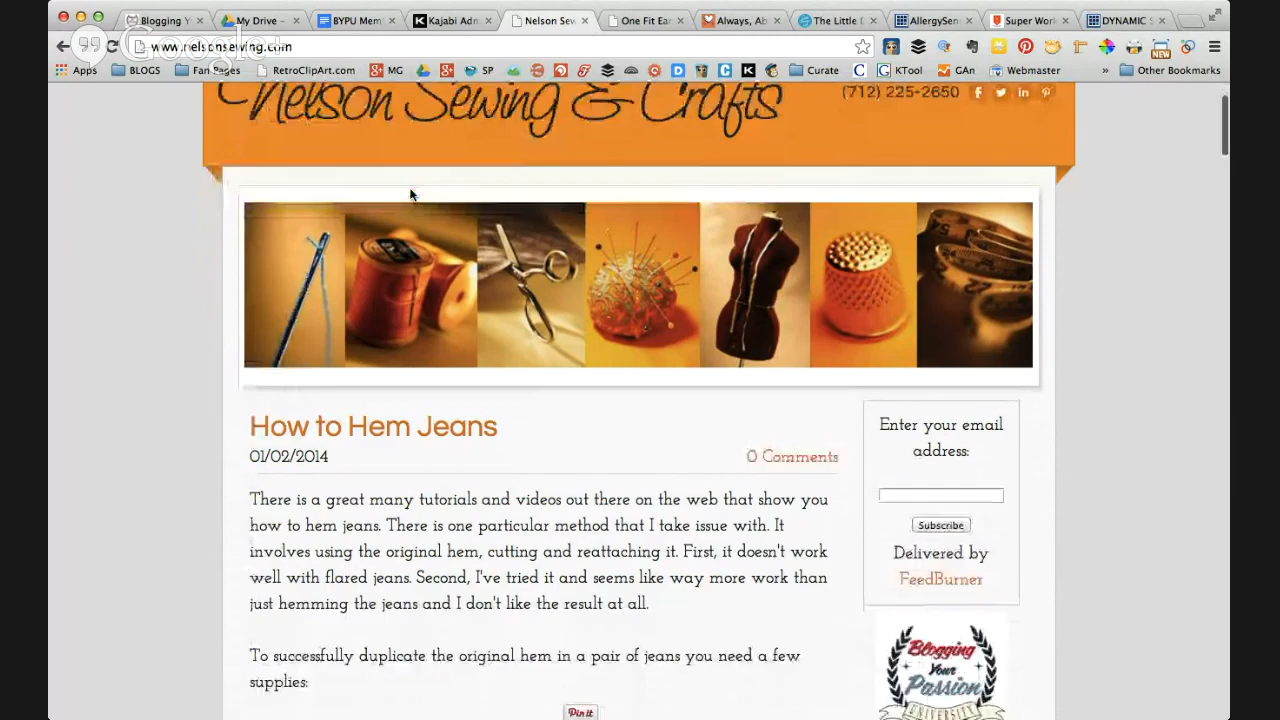 Blogging Y
My Drive –
BYPU Mem
Kajabi Adm
Nelson Sew
One Fit Ear
Always, Ab
The Little D
AllergySen
Super Work
DYNAMIC S
Google+
www.nelsonsewing.com
NEW
Apps
BLOGS
Fan Pages
RetroClipArt.com
MG
SP
Curate
KTool
GAn
Webmaster
»
Other Bookmarks
Nelson Sewing & Crafts
(712) 225-2650
How to Hem Jeans
01/02/2014
0 Comments
There is a great many tutorials and videos out there on the web that show you
how to hem jeans. There is one particular method that I take issue with. It
involves using the original hem, cutting and reattaching it. First, it doesn't work
well with flared jeans. Second, I've tried it and seems like way more work than
just hemming the jeans and I don't like the result at all.
To successfully duplicate the original hem in a pair of jeans you need a few
supplies:
Pin it
Enter your email
address:
Subscribe
Delivered by
FeedBurner
Blogging
Your
Passion
UNIVERSITY